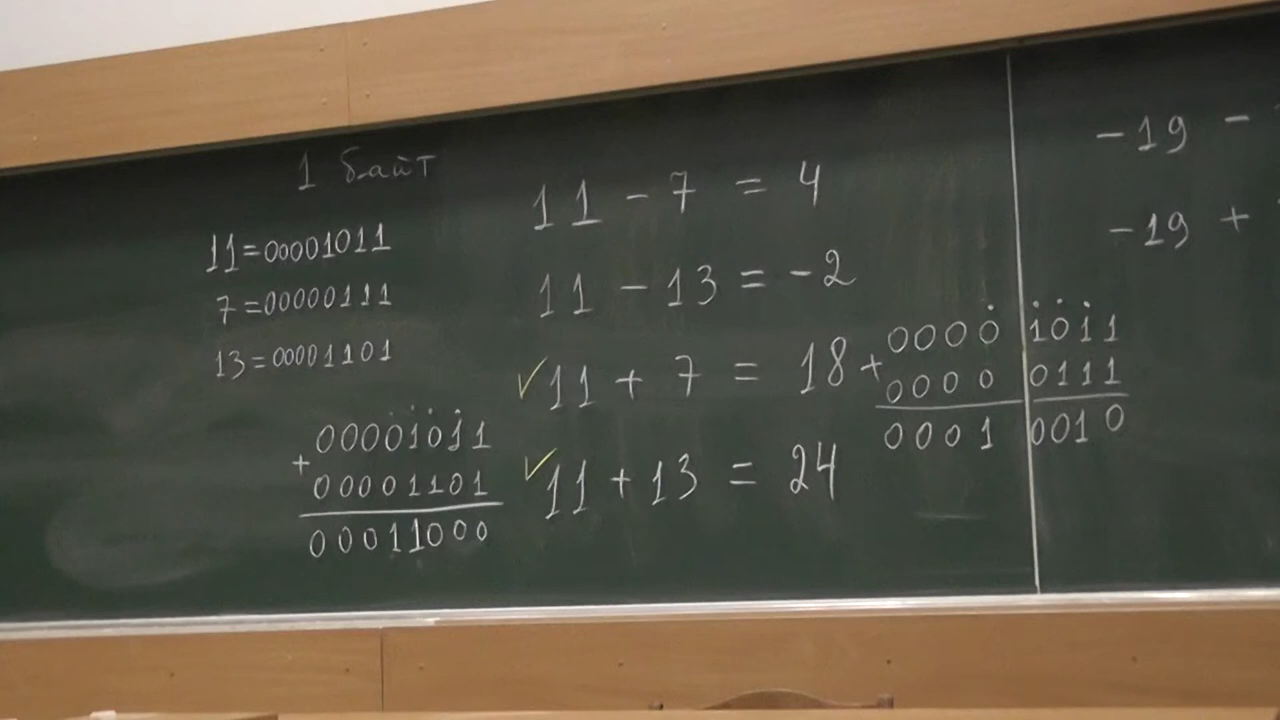 1 байт
11=00001011
7=00000111
13=00001101
00001011
+
00001101
00011000
11 - 7 = 4
11 - 13 = -2
✓11 + 7 = 18
✓11 + 13 = 24
0000 1011
+
0000 0111
0001 0010
-19 -
-19 +